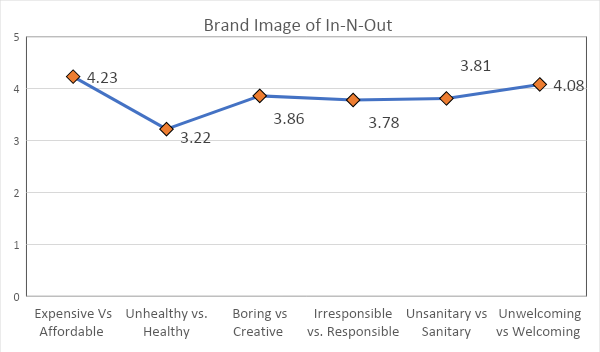 Brand Image of In-N-Out
5
4
3
2
1
0
4.23
3.22
3.86
3.78
3.81
4.08
Expensive Vs
Affordable
Unhealthy vs.
Healthy
Boring vs
Creative
Irresponsible
vs. Responsible
Unsanitary vs
Sanitary
Unwelcoming
vs Welcoming